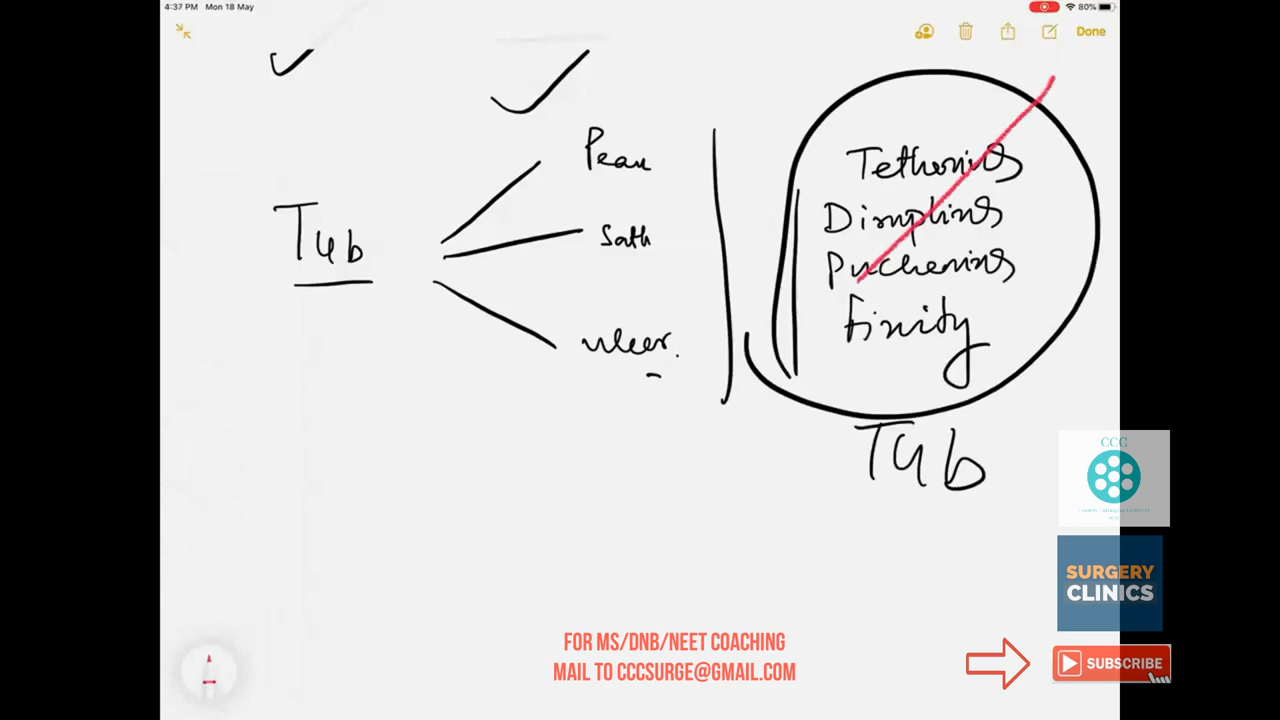 4:37 PM Mon 18 May
80%
Done
Peau
Tub
Satb
ulcer.
Tethering
Dimpling
Puckering
Fixity
Tub
CCC
SURGERY
CLINICS
FOR MS/DNB/NEET COACHING
MAIL TO CCCSURGE@GMAIL.COM
SUBSCRIBE